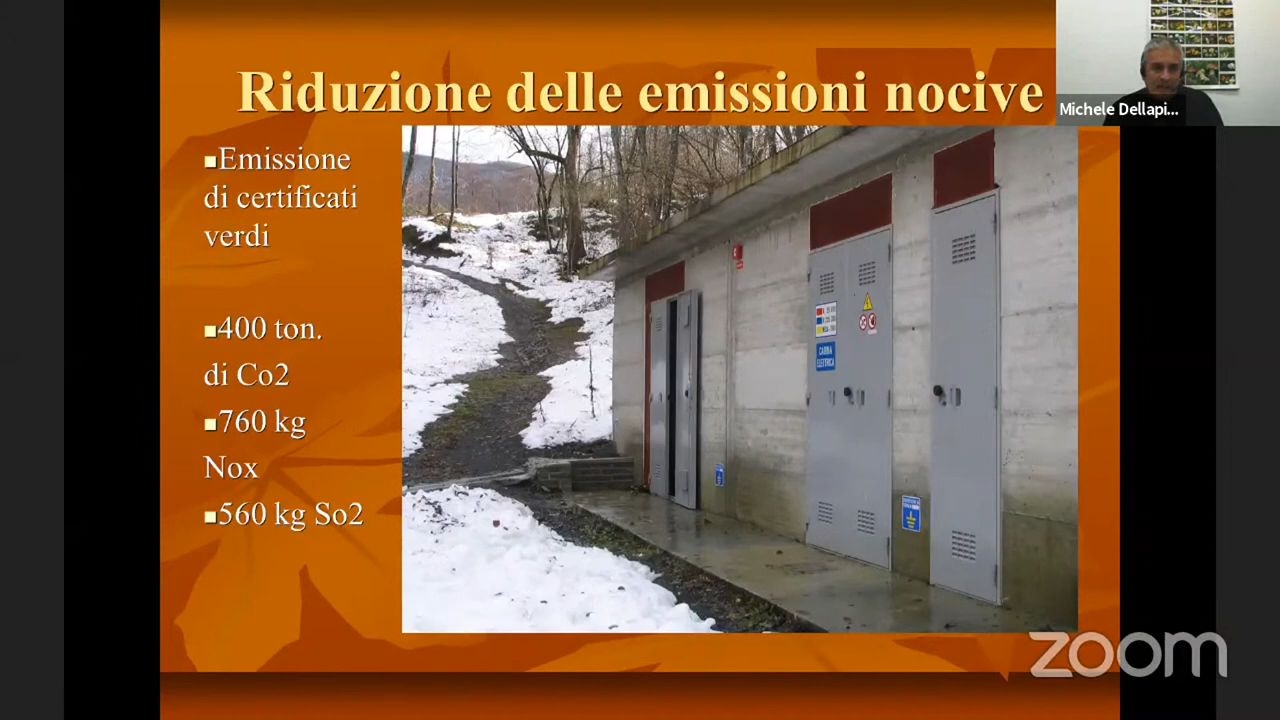 Riduzione delle emissioni nocive
Michele Dellapi...
▪Emissione
di certificati
verdi
▪400 ton.
di Co2
▪760 kg
Nox
▪560 kg So2
CABINA
ELETTRICA
zoom